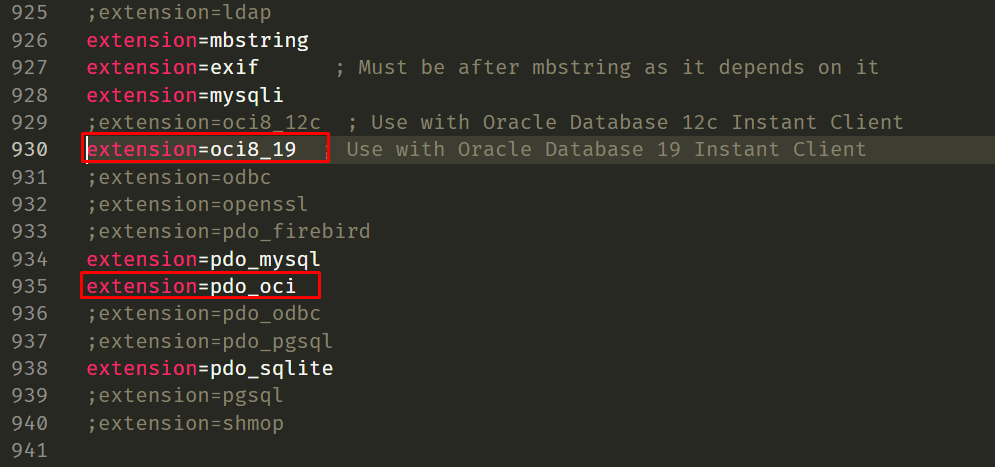 925 ;extension=ldap
926 extension=mbstring
927 extension=exif ; Must be after mbstring as it depends on it
928 extension=mysqli
929 ;extension=oci8_12c ; Use with Oracle Database 12c Instant Client
930 extension=oci8_19 ; Use with Oracle Database 19 Instant Client
931 ;extension=odbc
932 ;extension=openssl
933 ;extension=pdo_firebird
934 extension=pdo_mysql
935 extension=pdo_oci
936 ;extension=pdo_odbc
937 ;extension=pdo_pgsql
938 extension=pdo_sqlite
939 ;extension=pgsql
940 ;extension=shmop
941